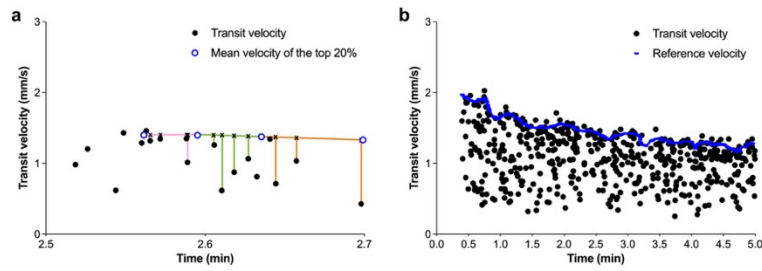 a
Transit velocity
Mean velocity of the top 20%
Transit velocity (mm/s)
3
2
1
0
2.5
2.6
2.7
Time (min)
b
Transit velocity
Reference velocity
Transit velocity (mm/s)
3
2
1
0
0.0
0.5
1.0
1.5
2.0
2.5
3.0
3.5
4.0
4.5
5.0
Time (min)